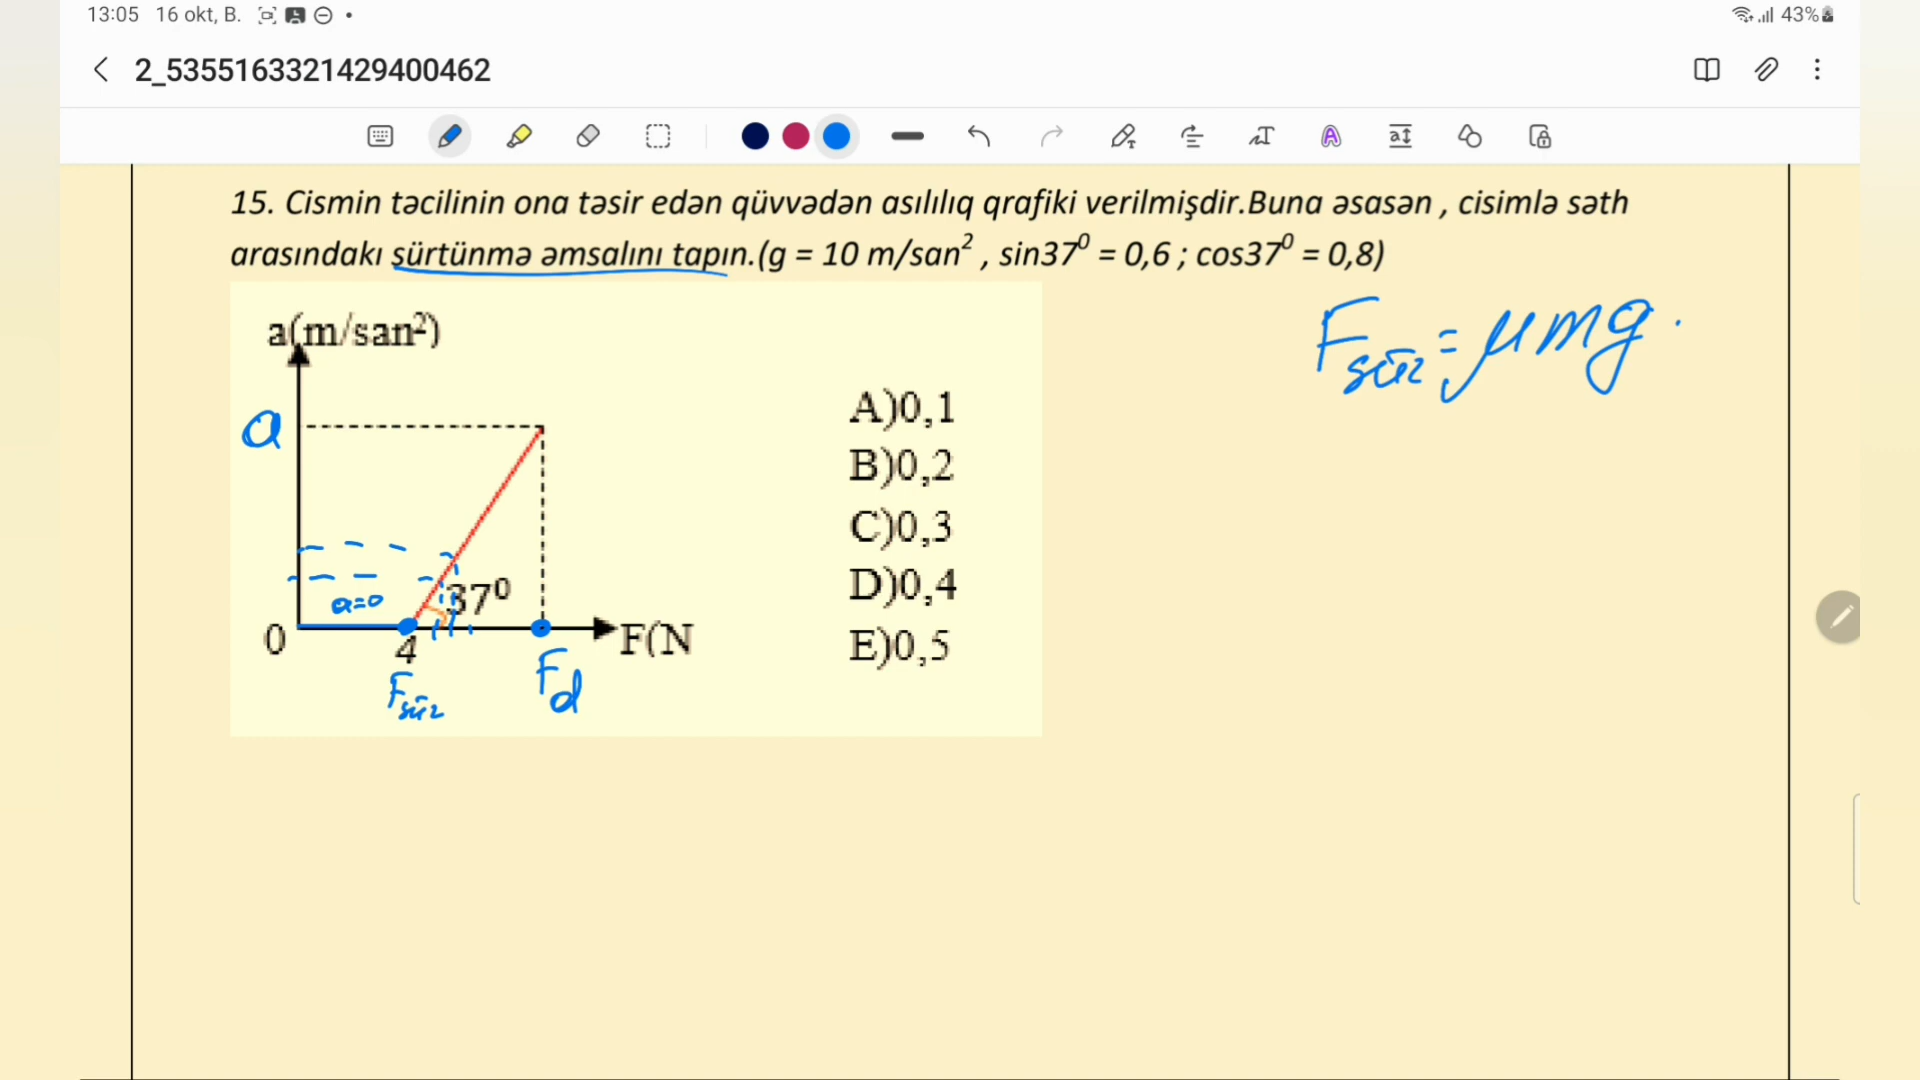 13:05 16 okt, B.
43%
2_5355163321429400462
15. Cismin təcilinin ona təsir edən qüvvədən asılılıq qrafiki verilmişdir.Buna əsasən , cisimlə səth
arasındakı sürtünmə əmsalını tapın.(g = 10 m/san² , sin37⁰ = 0,6 ; cos37⁰ = 0,8)
Fsür = μmg .
a(m/san²)
a
A)0,1
B)0,2
C)0,3
D)0,4
E)0,5
37⁰
a=0
0
4
F(N
Fsür
Fd